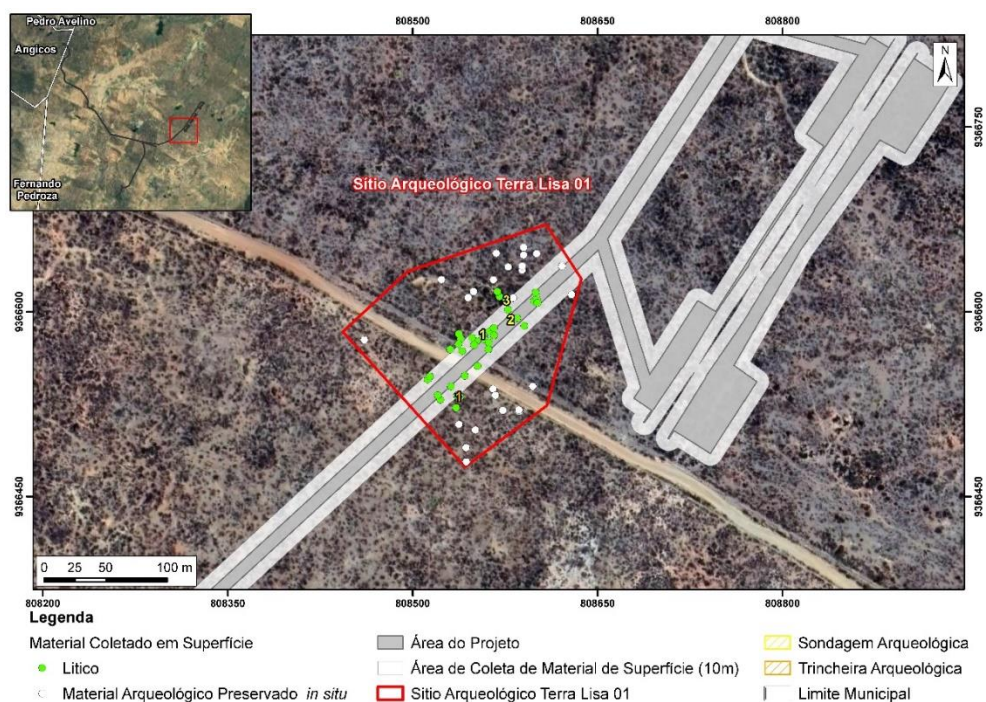 808500 808650 808800
Pedro Avelino
Angicos
Fernando
Pedroza
N
9366750
Sítio Arqueológico Terra Lisa 01
9366600 9366600
3
2
1
1
9366450 9366450
0 25 50 100 m
808200 808350 808500 808650 808800
Legenda
Material Coletado em Superfície
Lítico
Material Arqueológico Preservado in situ
Área do Projeto
Área de Coleta de Material de Superfície (10m)
Sítio Arqueológico Terra Lisa 01
Sondagem Arqueológica
Trincheira Arqueológica
Limite Municipal